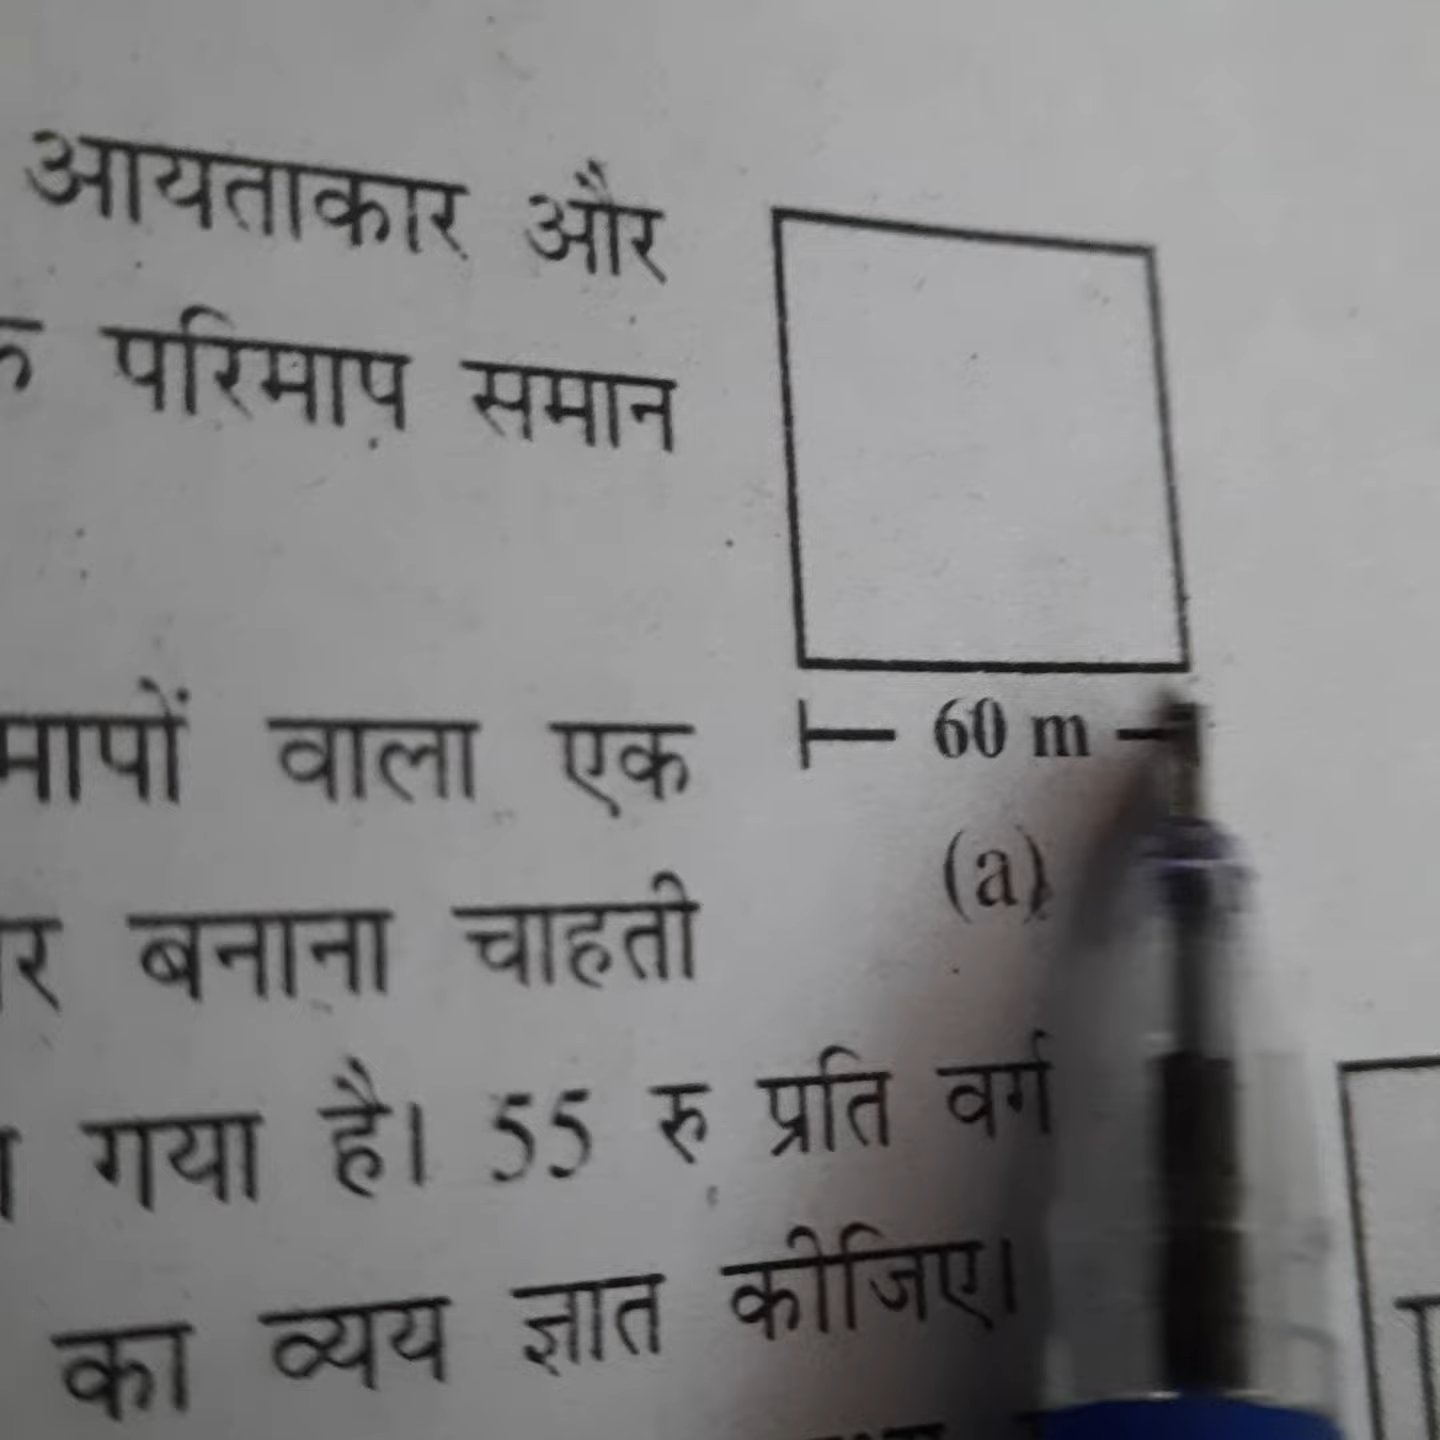 आयताकार और
परिमाप समान
60 m
(a)
वाला एक
बनाना चाहती
गया है। 55 रु प्रति वर्ग
का व्यय ज्ञात कीजिए।